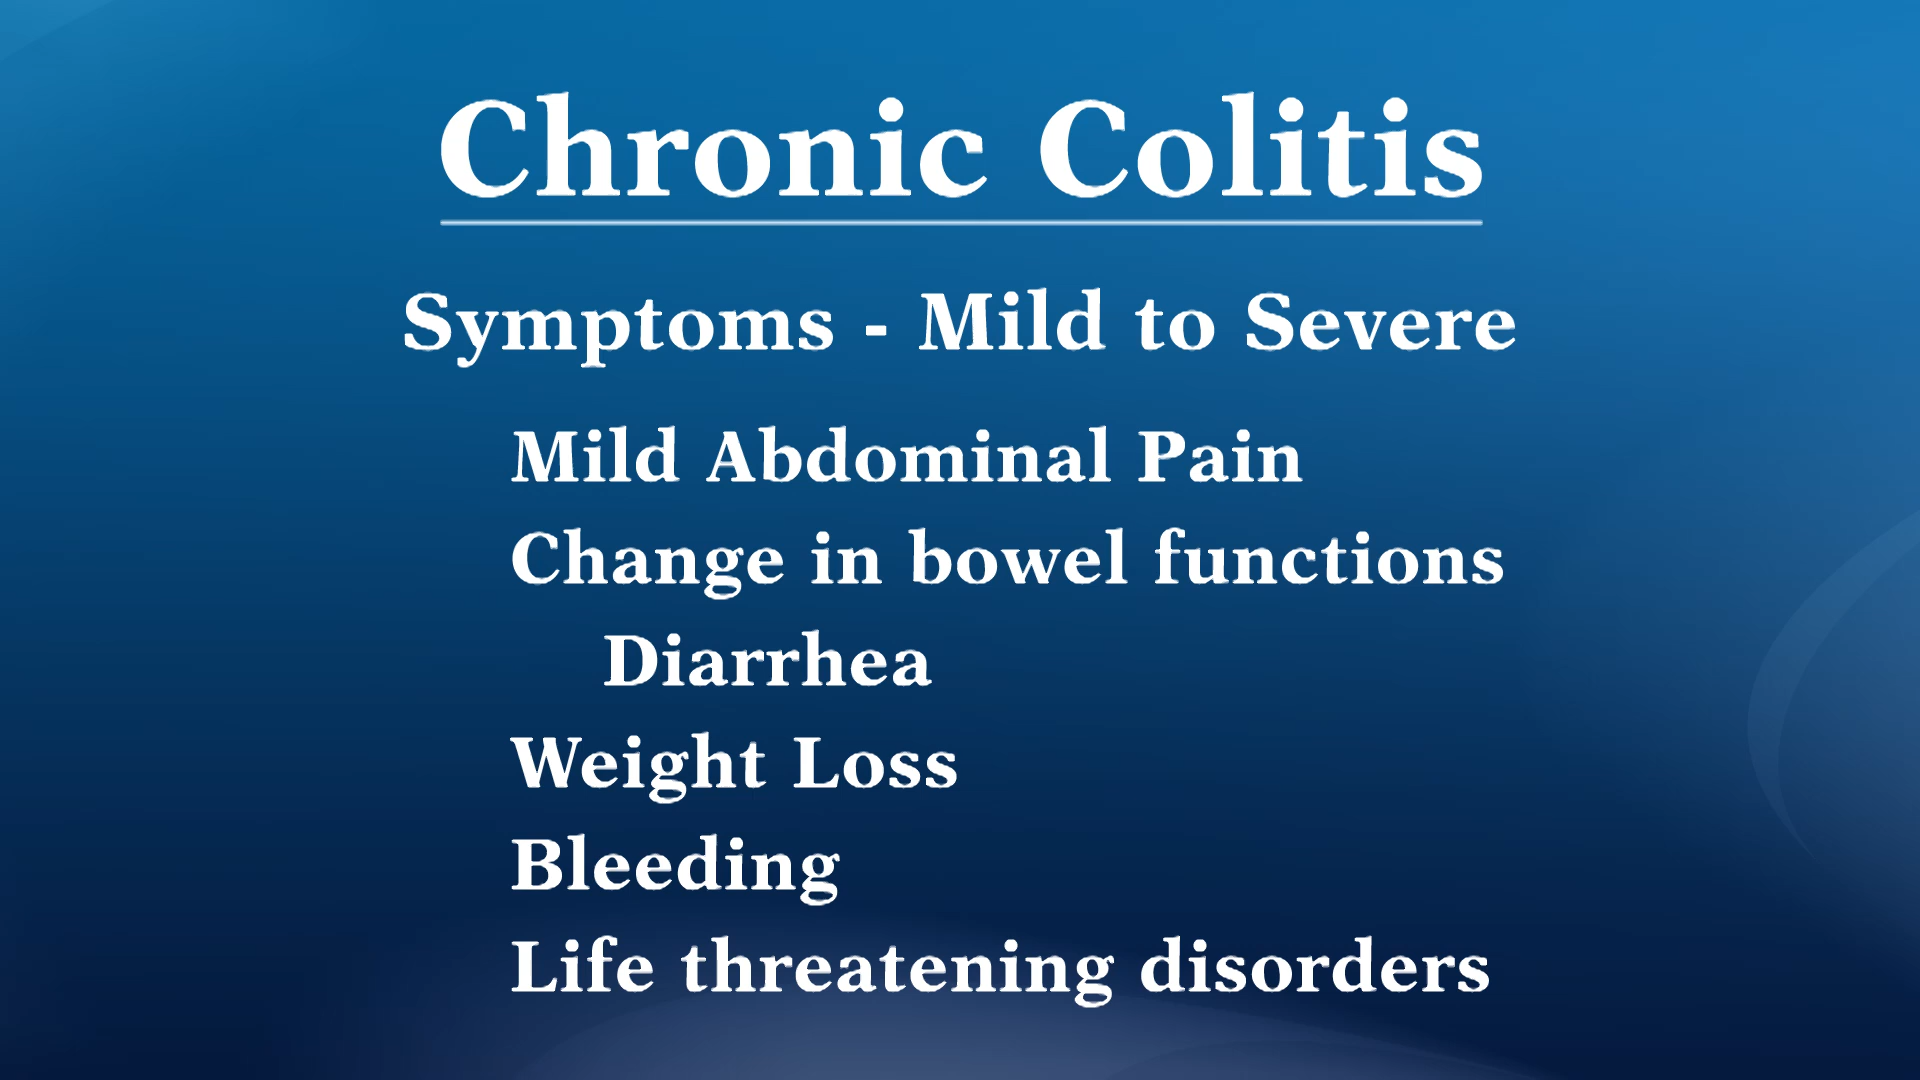 Chronic Colitis
Symptoms - Mild to Severe
Mild Abdominal Pain
Change in bowel functions
Diarrhea
Weight Loss
Bleeding
Life threatening disorders